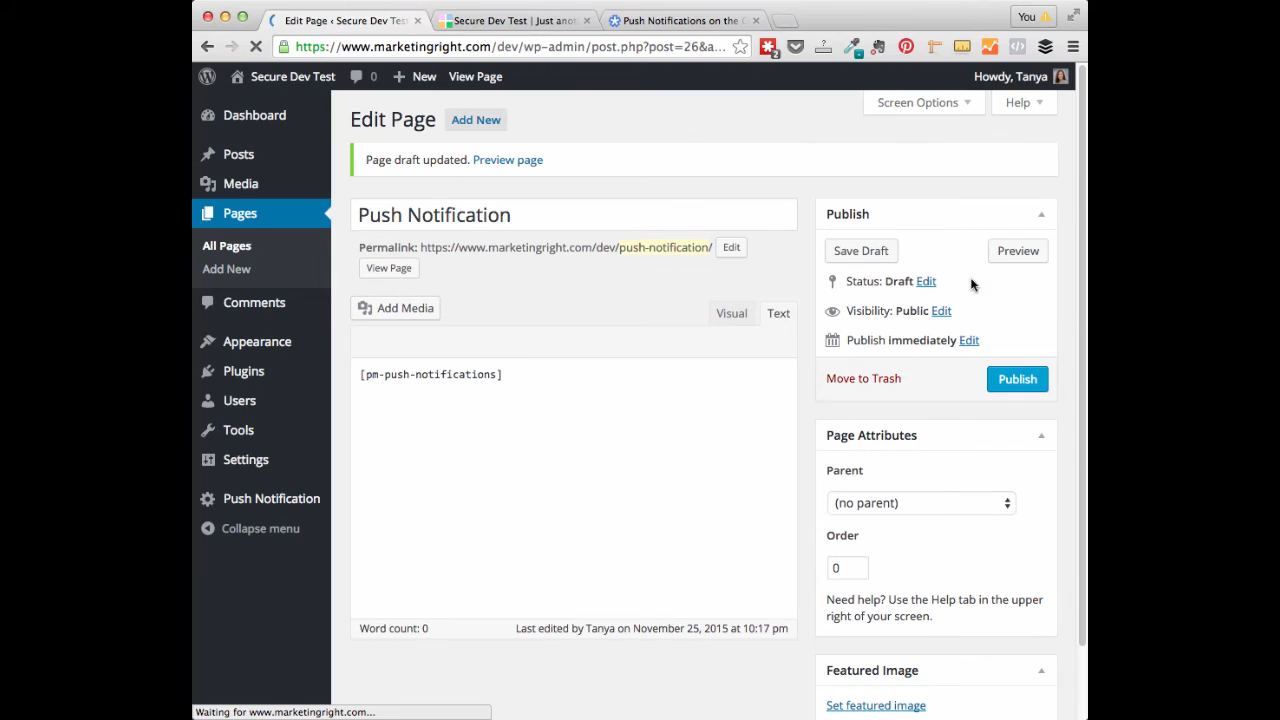 Edit Page ‹ Secure Dev Tes
Secure Dev Test | Just anot
Push Notifications on the
You
https://www.marketingright.com/dev/wp-admin/post.php?post=26&a...
2
Secure Dev Test
0
New
View Page
Howdy, Tanya
Dashboard
Posts
Media
Pages
All Pages
Add New
Comments
Appearance
Plugins
Users
Tools
Settings
Push Notification
Collapse menu
Screen Options
Help
Edit Page
Add New
Page draft updated. Preview page
Push Notification
Permalink: https://www.marketingright.com/dev/push-notification/
Edit
View Page
Add Media
Visual
Text
[pm-push-notifications]
Word count: 0
Last edited by Tanya on November 25, 2015 at 10:17 pm
Publish
Save Draft
Preview
Status: Draft Edit
Visibility: Public Edit
Publish immediately Edit
Move to Trash
Publish
Page Attributes
Parent
(no parent)
Order
0
Need help? Use the Help tab in the upper
right of your screen.
Featured Image
Set featured image
Waiting for www.marketingright.com...